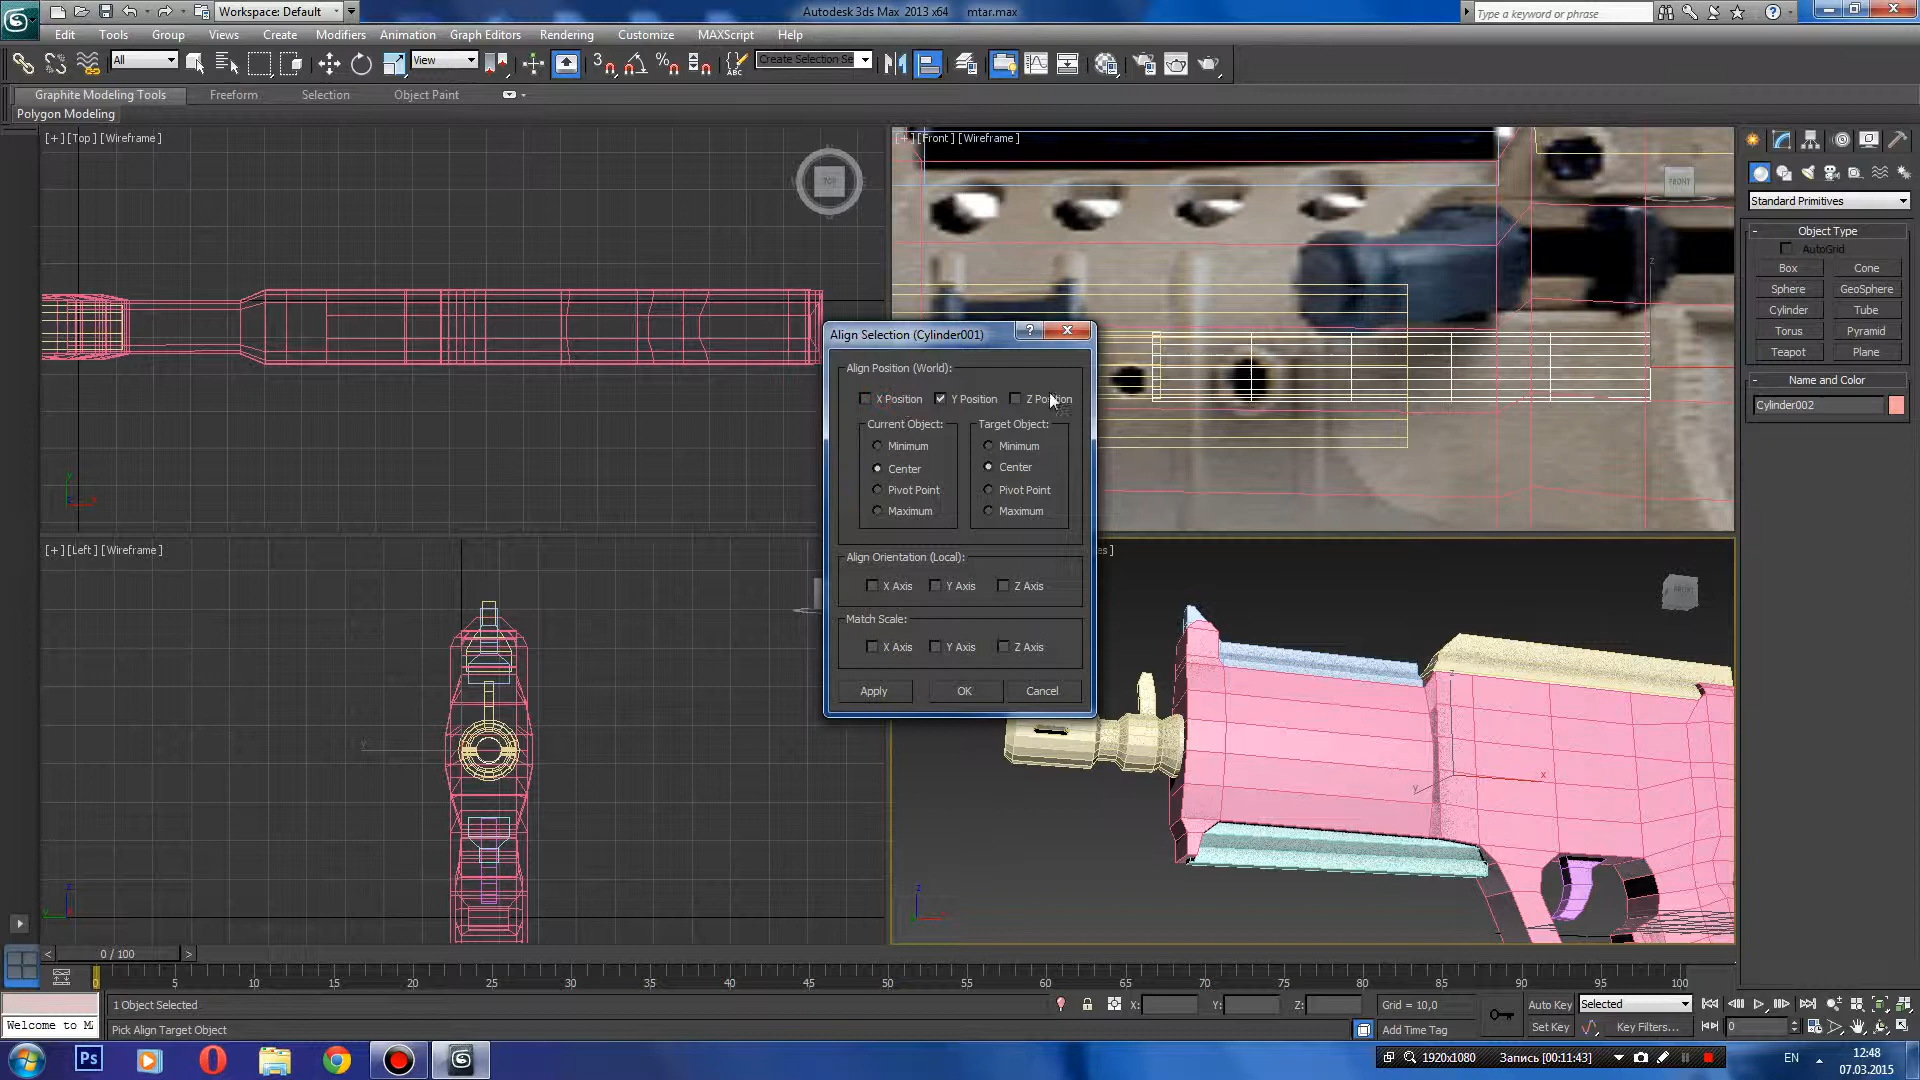 Workspace: Default
Autodesk 3ds Max 2013 x64 mtar.max
Type a keyword or phrase
Edit Tools Group Views Create Modifiers Animation Graph Editors Rendering Customize MAXScript Help
All View Create Selection Se
Graphite Modeling Tools Freeform Selection Object Paint
Polygon Modeling
[+][Top][Wireframe]
[+][Front][Wireframe]
TOP
FRONT
Standard Primitives
- Object Type
AutoGrid
Box Cone
Sphere GeoSphere
Cylinder Tube
Torus Pyramid
Teapot Plane
- Name and Color
Cylinder002
Align Selection (Cylinder001)
Align Position (World):
X Position Y Position Z Position
Current Object: Target Object:
Minimum Minimum
Center Center
Pivot Point Pivot Point
Maximum Maximum
Align Orientation (Local):
X Axis Y Axis Z Axis
Match Scale:
X Axis Y Axis Z Axis
Apply OK Cancel
[+][Left][Wireframe]
0 / 100
0 5 10 15 20 25 30 35 40 45 50 55 60 65 70 75 80 85 90 95 100
1 Object Selected
X: Y: Z: Grid = 10,0
Auto Key Selected
Welcome to M
Pick Align Target Object
Add Time Tag
Set Key Key Filters...
0
Ps
1920x1080 Запись [00:11:43]
EN
12:48
07.03.2015